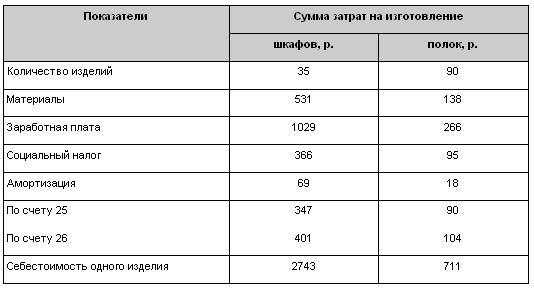 Показатели Сумма затрат на изготовление
шкафов, р. полок, р.
Количество изделий 35 90
Материалы 531 138
Заработная плата 1029 266
Социальный налог 366 95
Амортизация 69 18
По счету 25 347 90
По счету 26 401 104
Себестоимость одного изделия 2743 711